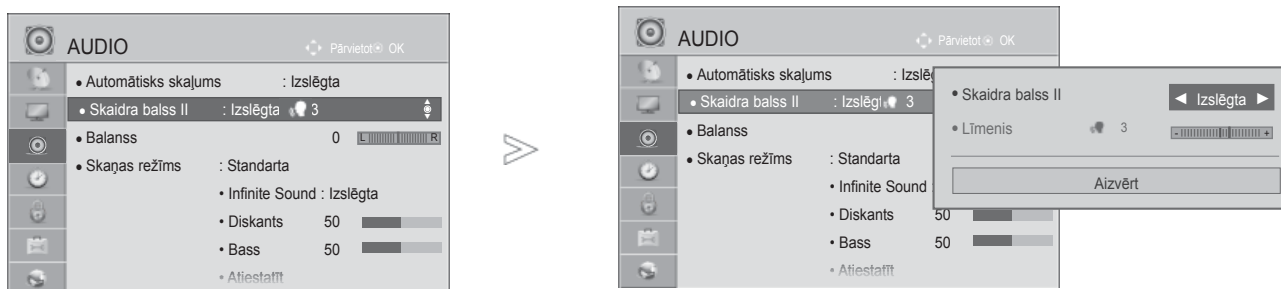 AUDIO
Pārvietot OK
• Automātisks skaļums : Izslēgta
• Skaidra balss II : Izslēgta 3
• Balanss 0 L R
• Skaņas režīms : Standarta
• Infinite Sound : Izslēgta
• Diskants 50
• Bass 50
• Atiestatīt
AUDIO
Pārvietot OK
• Automātisks skaļums
• Skaidra balss II 3
• Balanss
• Skaņas režīms : Standarta
• Infinite Sound
• Diskants 50
• Bass 50
• Atiestatīt
• Skaidra balss II ◄ Izslēgta ►
• Līmenis 3 - +
Aizvērt